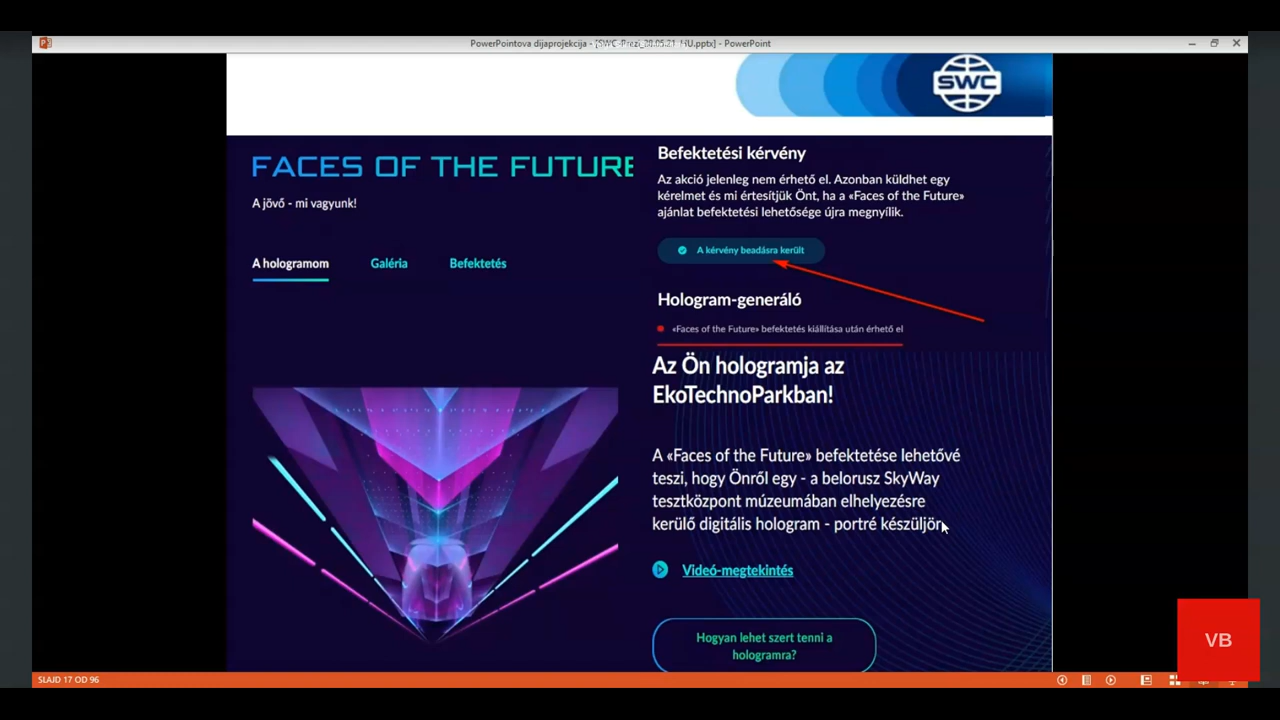 PowerPointova dijaprojekcija - [SWC-Prezi_20.05.21_HU.pptx] - PowerPoint
SWC
FACES OF THE FUTURE
A jövő - mi vagyunk!
A hologramom Galéria Befektetés
Befektetési kérvény
Az akció jelenleg nem érhető el. Azonban küldhet egy
kérelmet és mi értesítjük Önt, ha a «Faces of the Future»
ajánlat befektetési lehetősége újra megnyílik.
A kérvény beadásra került
Hologram-generáló
«Faces of the Future» befektetés kiállítása után érhető el
Az Ön hologramja az
EkoTechnoParkban!
A «Faces of the Future» befektetése lehetővé
teszi, hogy Önről egy - a belorusz SkyWay
tesztközpont múzeumában elhelyezésre
kerülő digitális hologram - portré készüljön
Videó-megtekintés
Hogyan lehet szert tenni a
hologramra?
VB
SLAJD 17 OD 96